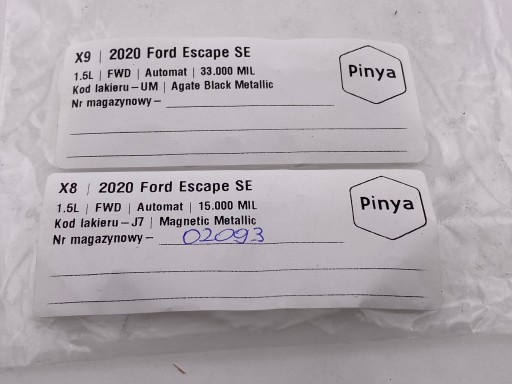 X9 | 2020 Ford Escape SE
1.5L | FWD | Automat | 33.000 MIL
Kod lakieru – UM | Agate Black Metallic
Nr magazynowy –
Pinya
X8 | 2020 Ford Escape SE
1.5L | FWD | Automat | 15.000 MIL
Kod lakieru – J7 | Magnetic Metallic
Nr magazynowy – 02093
Pinya